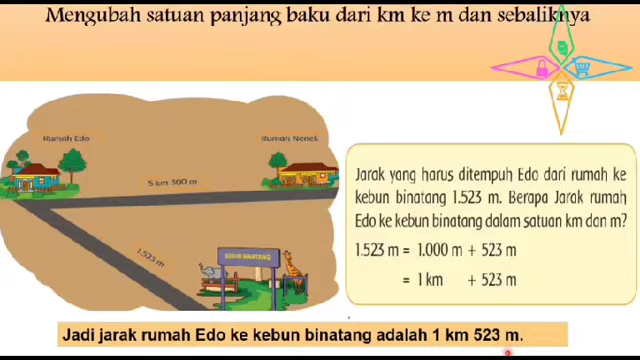 Mengubah satuan panjang baku dari km ke m dan sebaliknya
Rumah Edo
Rumah Nenek
5 km 300 m
1.523 m
KEBUN BINATANG
Jarak yang harus ditempuh Edo dari rumah ke
kebun binatang 1.523 m. Berapa Jarak rumah
Edo ke kebun binatang dalam satuan km dan m?
1.523 m = 1.000 m + 523 m
= 1 km + 523 m
Jadi jarak rumah Edo ke kebun binatang adalah 1 km 523 m.